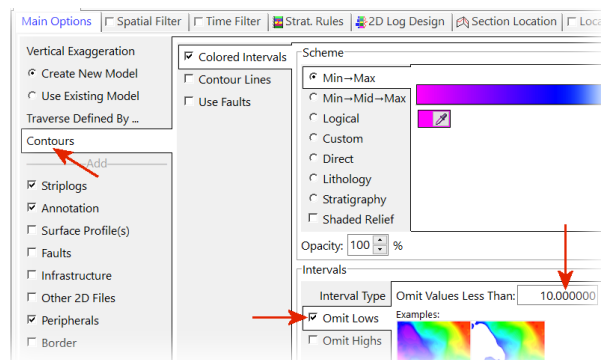 Main Options Spatial Filter Time Filter Strat. Rules 2D Log Design Section Location
Vertical Exaggeration
Create New Model
Use Existing Model
Traverse Defined By ...
Contours
Add
Striplogs
Annotation
Surface Profile(s)
Faults
Infrastructure
Other 2D Files
Peripherals
Border
Colored Intervals
Contour Lines
Use Faults
Scheme
Min→Max
Min→Mid→Max
Logical
Custom
Direct
Lithology
Stratigraphy
Shaded Relief
Opacity: 100 %
Intervals
Interval Type
Omit Lows
Omit Highs
Omit Values Less Than: 10.000000
Examples: